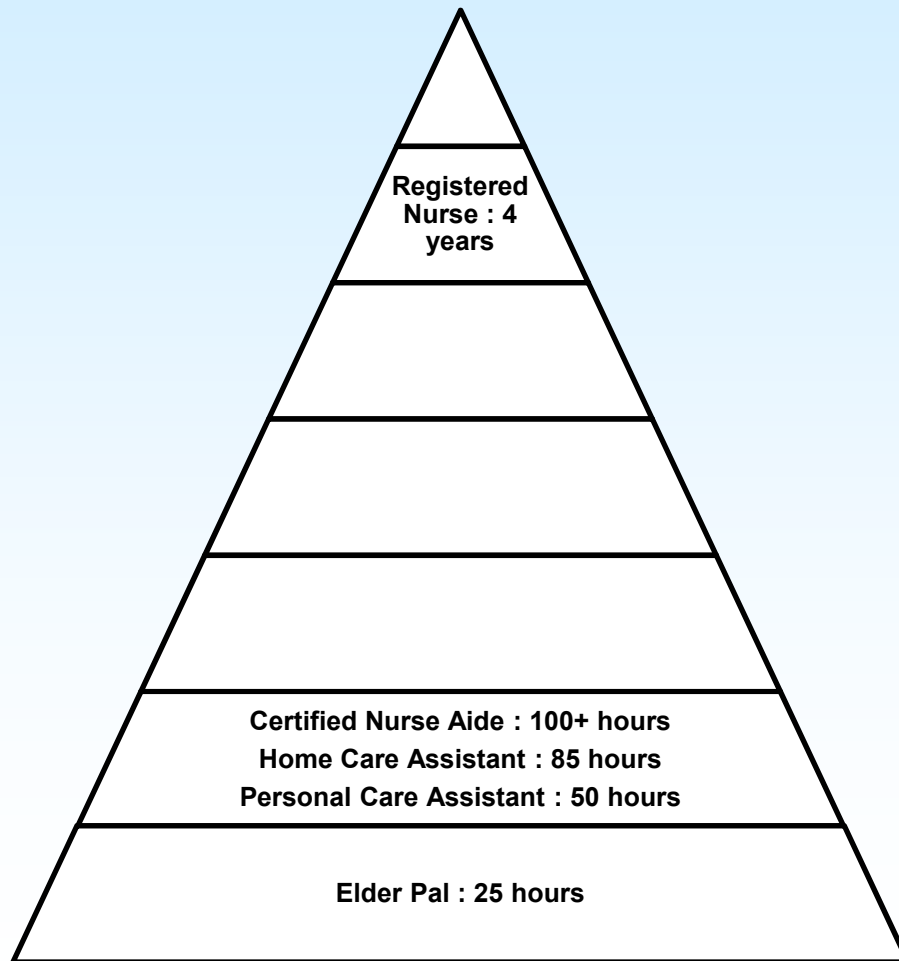 Registered
Nurse : 4
years
Certified Nurse Aide : 100+ hours
Home Care Assistant : 85 hours
Personal Care Assistant : 50 hours
Elder Pal : 25 hours